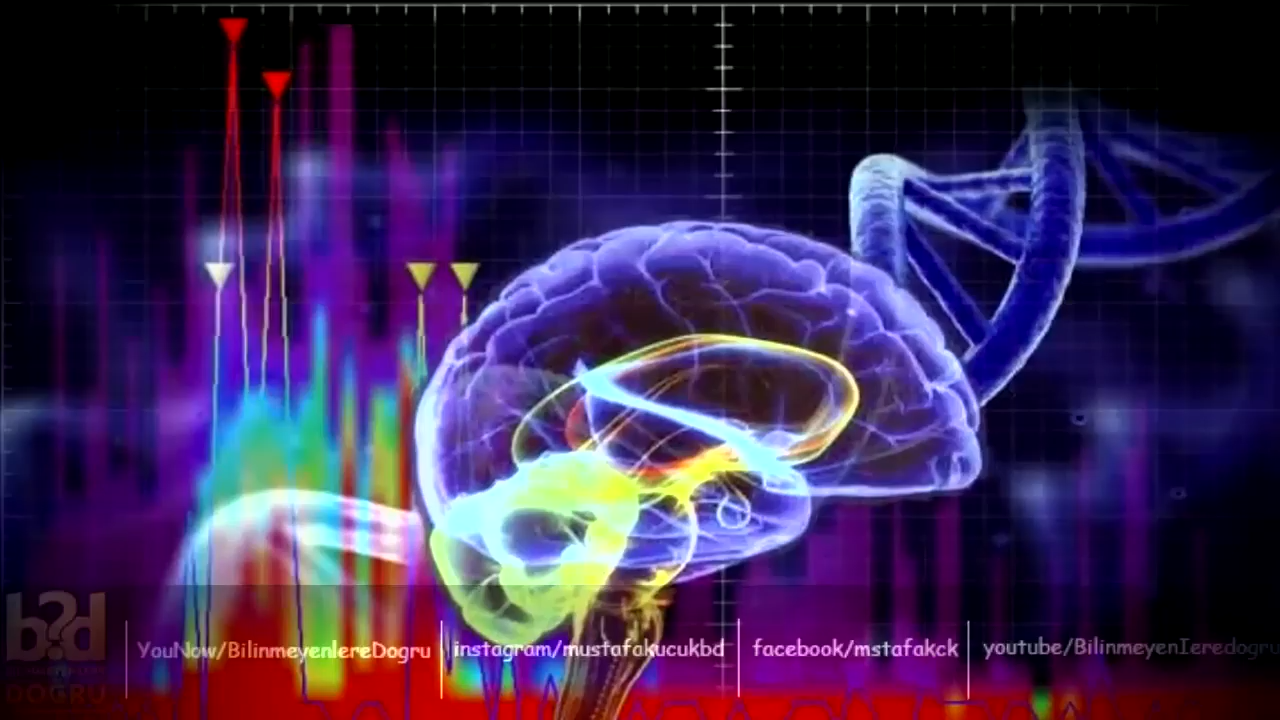 b?d
DOGRU
YouNow/BilinmeyenlereDogru
instagram/mustafakucukbd
facebook/mstafakck
youtube/BilinmeyenIeredogru